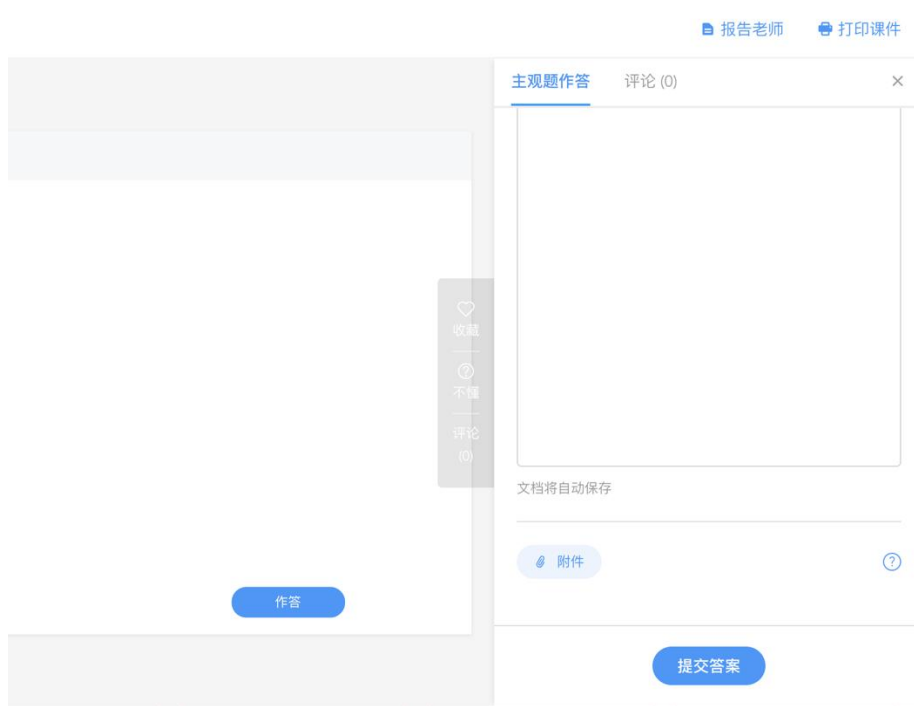 报告老师 打印课件
主观题作答 评论 (0)
收藏
不懂
评论
(0)
文档将自动保存
附件
作答
提交答案